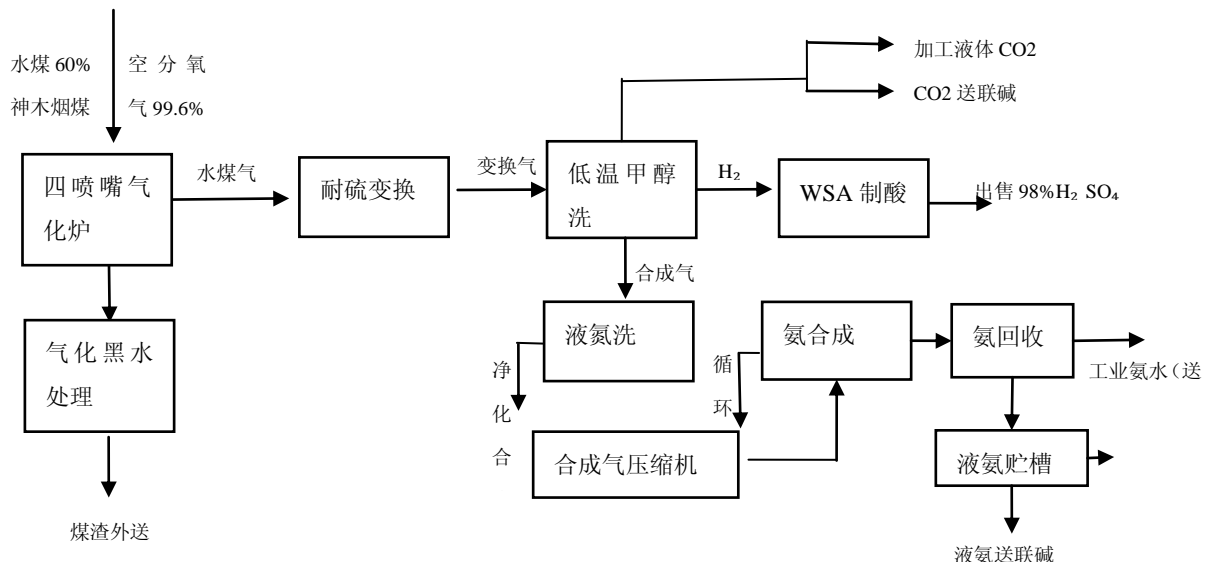 加工液体 CO2
水煤 60%
空 分 氧
神木烟煤
气 99.6%
CO2 送联碱
四喷嘴气
化炉
水煤气
耐硫变换
变换气
低温甲醇
洗
H₂
WSA 制酸
出售 98%H₂ SO₄
合成气
气化黑水
处理
液氮洗
净
化
合
氨合成
循
环
氨回收
工业氨水（送
合成气压缩机
液氨贮槽
煤渣外送
液氨送联碱